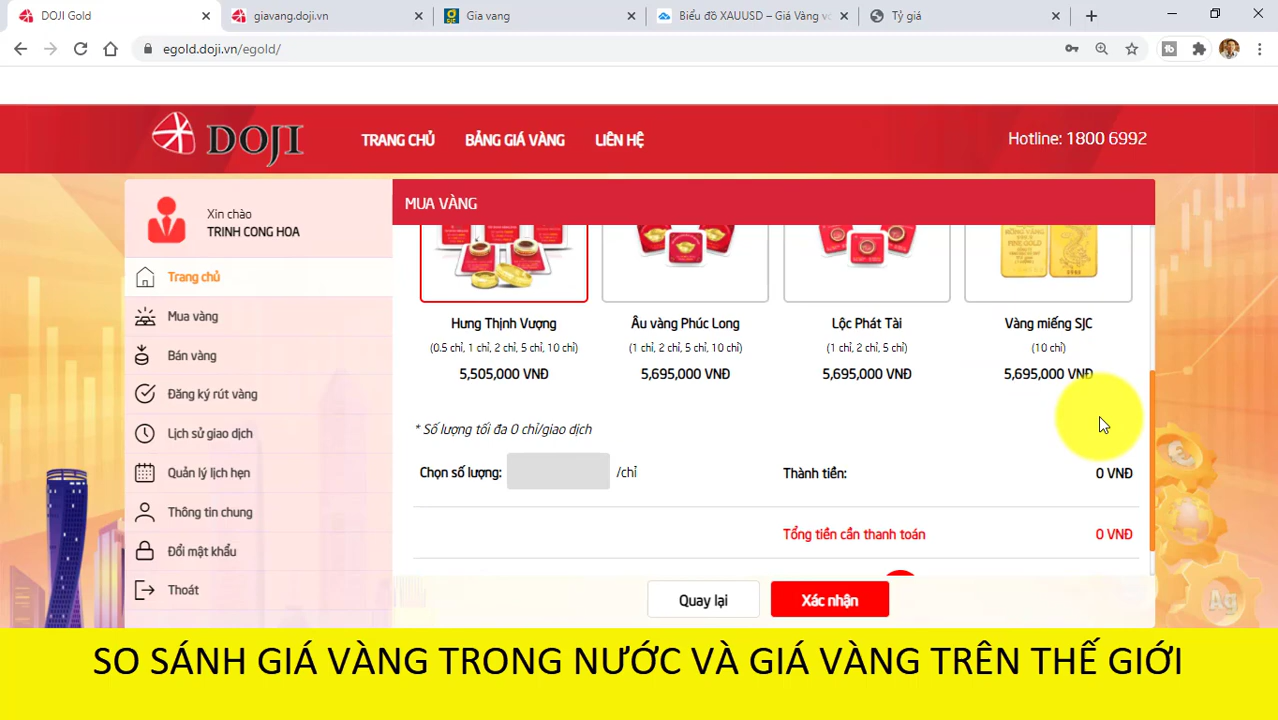 DOJI Gold
giavang.doji.vn
Gia vang
Biểu đồ XAUUSD – Giá Vàng vớ
Tỷ giá
egold.doji.vn/egold/
DOJI
TRANG CHỦ
BẢNG GIÁ VÀNG
LIÊN HỆ
Hotline: 1800 6992
Xin chào
TRINH CONG HOA
Trang chủ
Mua vàng
Bán vàng
Đăng ký rút vàng
Lịch sử giao dịch
Quản lý lịch hẹn
Thông tin chung
Đổi mật khẩu
Thoát
MUA VÀNG
FINE GOLD
Hưng Thịnh Vượng
(0.5 chỉ, 1 chỉ, 2 chỉ, 5 chỉ, 10 chỉ)
5,505,000 VNĐ
Âu vàng Phúc Long
(1 chỉ, 2 chỉ, 5 chỉ, 10 chỉ)
5,695,000 VNĐ
Lộc Phát Tài
(1 chỉ, 2 chỉ, 5 chỉ)
5,695,000 VNĐ
Vàng miếng SJC
(10 chỉ)
5,695,000 VNĐ
* Số lượng tối đa 0 chỉ/giao dịch
Chọn số lượng: /chỉ
Thành tiền: 0 VNĐ
Tổng tiền cần thanh toán 0 VNĐ
Quay lại
Xác nhận
Ag
SO SÁNH GIÁ VÀNG TRONG NƯỚC VÀ GIÁ VÀNG TRÊN THẾ GIỚI